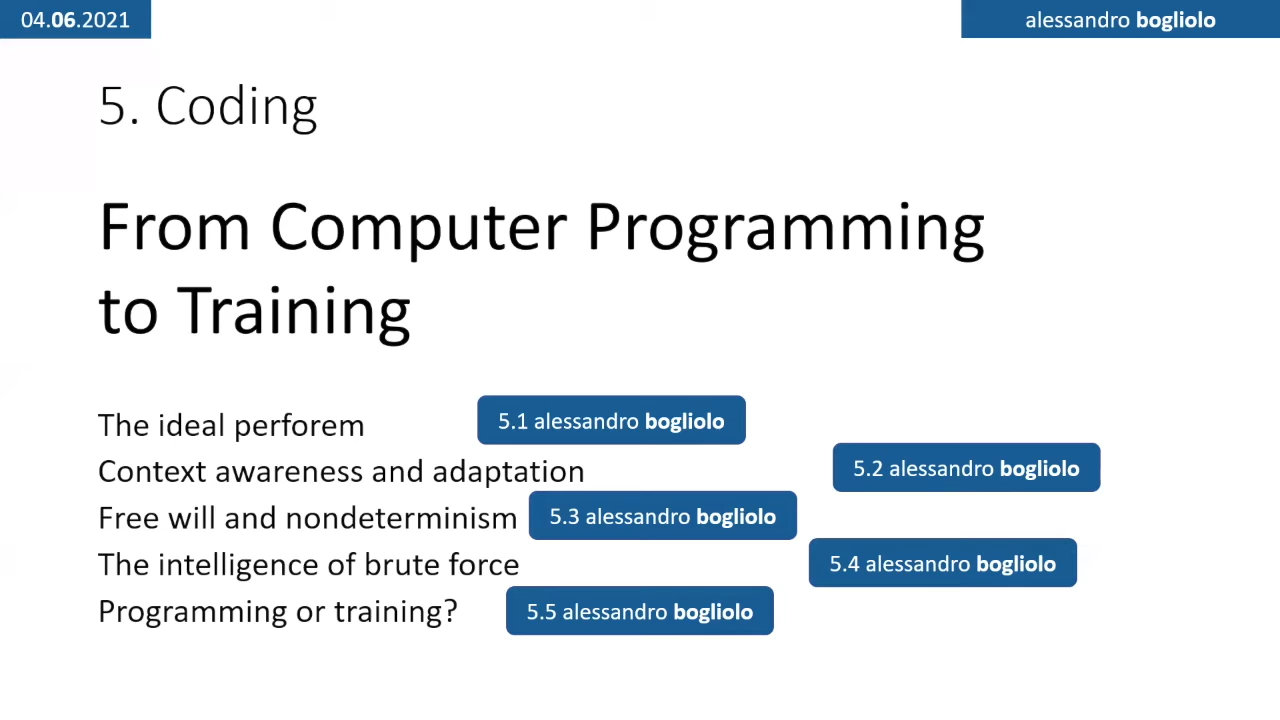 04.06.2021
alessandro bogliolo
5. Coding
From Computer Programming
to Training
The ideal perforem
5.1 alessandro bogliolo
Context awareness and adaptation
5.2 alessandro bogliolo
Free will and nondeterminism
5.3 alessandro bogliolo
The intelligence of brute force
5.4 alessandro bogliolo
Programming or training?
5.5 alessandro bogliolo